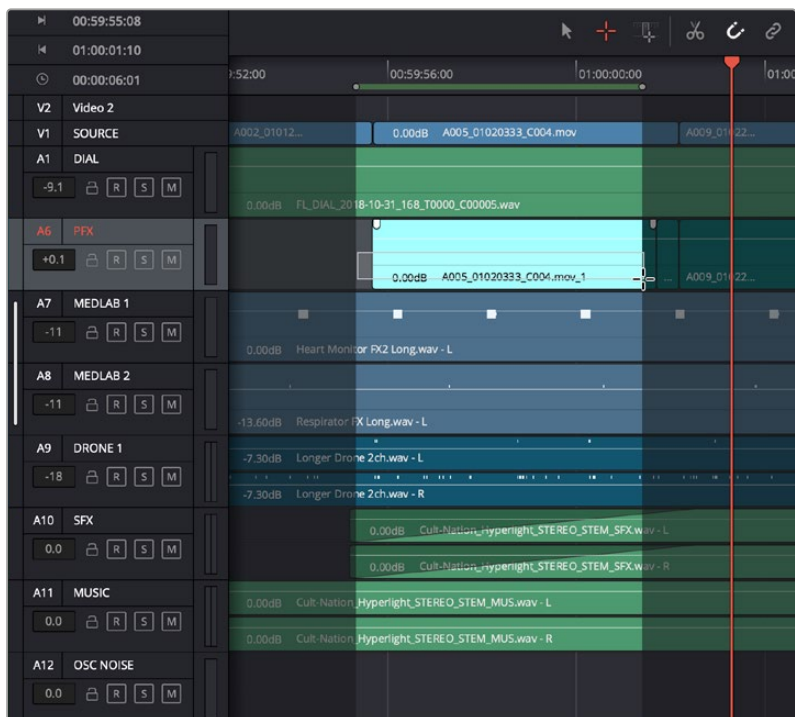 00:59:55:08
01:00:01:10
00:00:06:01
9:52:00 00:59:56:00 01:00:00:00 01:00
V2 Video 2
V1 SOURCE A002_01012... 0.00dB A005_01020333_C004.mov A009_01022...
A1 DIAL
-9.1 R S M
0.00dB FL_DIAL_2018-10-31_168_T0000_C00005.wav
A6 PFX
+0.1 R S M
0.00dB A005_01020333_C004.mov_1 ... A009_01022...
A7 MEDLAB 1
-11 R S M
0.00dB Heart Monitor FX2 Long.wav - L
A8 MEDLAB 2
-11 R S M
-13.60dB Respirator FX Long.wav - L
A9 DRONE 1
-7.30dB Longer Drone 2ch.wav - L
-18 R S M
-7.30dB Longer Drone 2ch.wav - R
A10 SFX
0.00dB Cult-Nation_Hyperlight_STEREO_STEM_SFX.wav - L
0.0 R S M
0.00dB Cult-Nation_Hyperlight_STEREO_STEM_SFX.wav - R
A11 MUSIC
0.00dB Cult-Nation_Hyperlight_STEREO_STEM_MUS.wav - L
0.0 R S M
0.00dB Cult-Nation_Hyperlight_STEREO_STEM_MUS.wav - R
A12 OSC NOISE
0.0 R S M